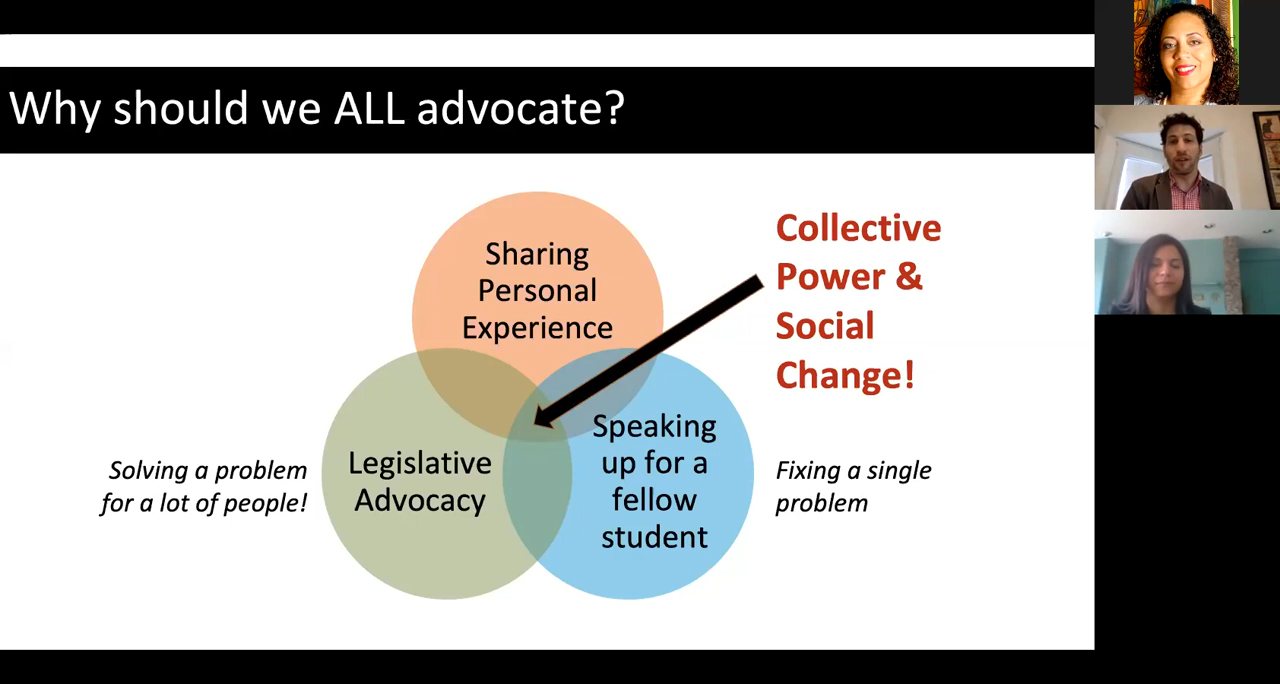 Why should we ALL advocate?
Sharing
Personal
Experience
Collective
Power &
Social
Change!
Legislative
Advocacy
Speaking
up for a
fellow
student
Solving a problem
for a lot of people!
Fixing a single
problem